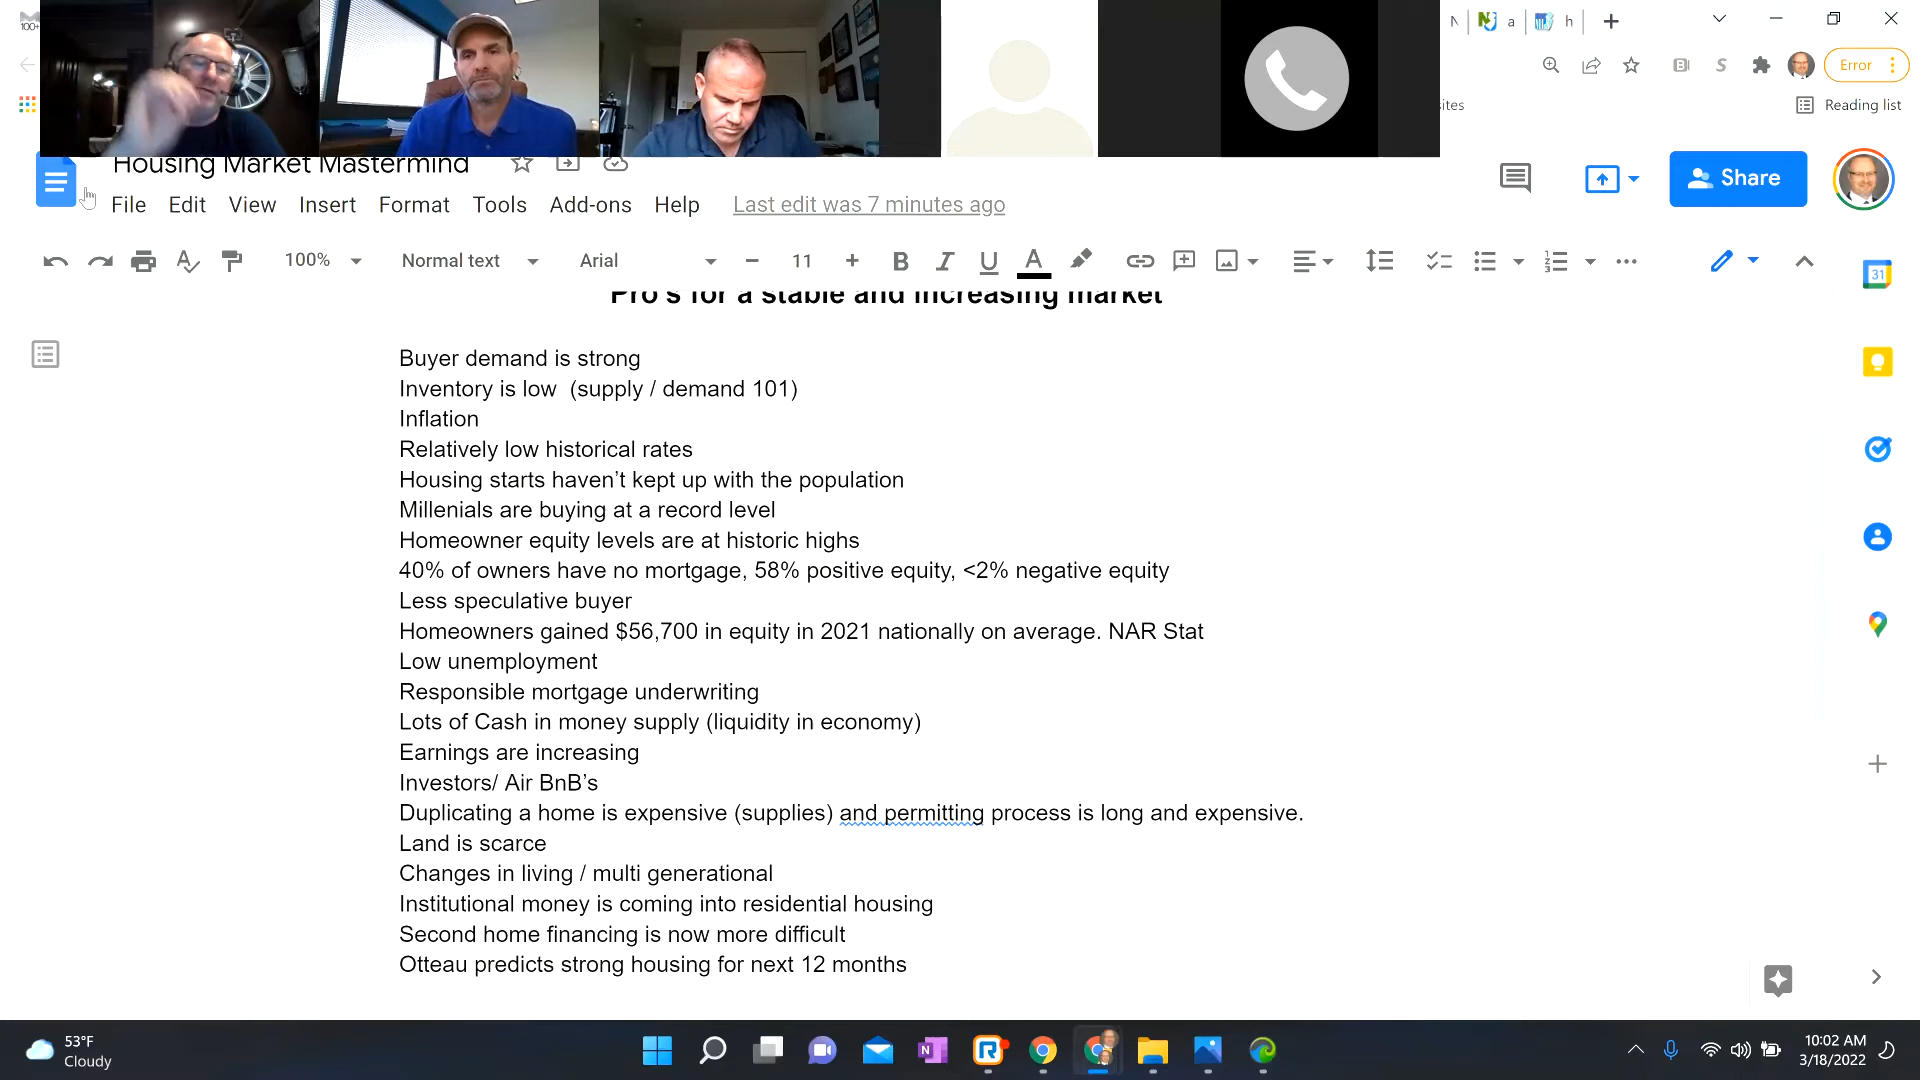 100+
N
a
h
Error
sites
Reading list
Housing Market Mastermind
File Edit View Insert Format Tools Add-ons Help Last edit was 7 minutes ago
Share
100% Normal text Arial 11 B I U A
31
Pro's for a stable and increasing market
Buyer demand is strong
Inventory is low (supply / demand 101)
Inflation
Relatively low historical rates
Housing starts haven’t kept up with the population
Millenials are buying at a record level
Homeowner equity levels are at historic highs
40% of owners have no mortgage, 58% positive equity, <2% negative equity
Less speculative buyer
Homeowners gained $56,700 in equity in 2021 nationally on average. NAR Stat
Low unemployment
Responsible mortgage underwriting
Lots of Cash in money supply (liquidity in economy)
Earnings are increasing
Investors/ Air BnB’s
Duplicating a home is expensive (supplies) and permitting process is long and expensive.
Land is scarce
Changes in living / multi generational
Institutional money is coming into residential housing
Second home financing is now more difficult
Otteau predicts strong housing for next 12 months
53°F
Cloudy
10:02 AM
3/18/2022